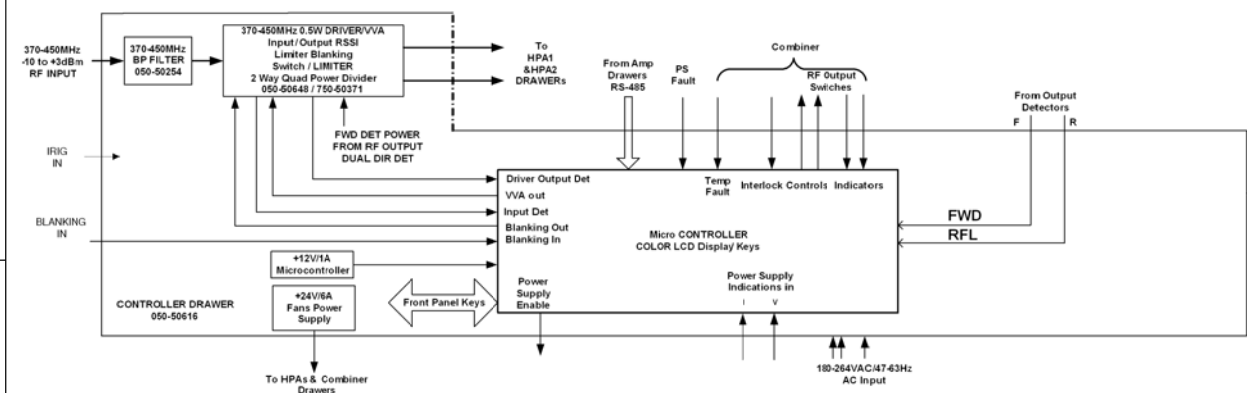 370-450MHz
-10 to +3dBm
RF INPUT
370-450MHz
BP FILTER
050-50254
370-450MHz 0.5W DRIVER/VVA
Input/Output RSSI
Limiter Blanking
Switch / LIMITER
2 Way Quad Power Divider
050-50648 / 750-50371
To
HPA1
&HPA2
DRAWERs
FWD DET POWER
FROM RF OUTPUT
DUAL DIR DET
From Amp
Drawers
RS-485
PS
Fault
Combiner
RF Output
Switches
From Output
Detectors
F
R
IRIG
IN
BLANKING
IN
Driver Output Det
VVA out
Input Det
Blanking Out
Blanking In
Temp
Fault
Interlock
Controls
Indicators
Micro CONTROLLER
COLOR LCD Display/ Keys
FWD
RFL
+12V/1A
Microcontroller
+24V/6A
Fans Power
Supply
CONTROLLER DRAWER
050-50616
Front Panel Keys
Power
Supply
Enable
Power Supply
Indications in
I
V
To HPAs & Combiner
Drawers
180-264VAC/47-63Hz
AC Input